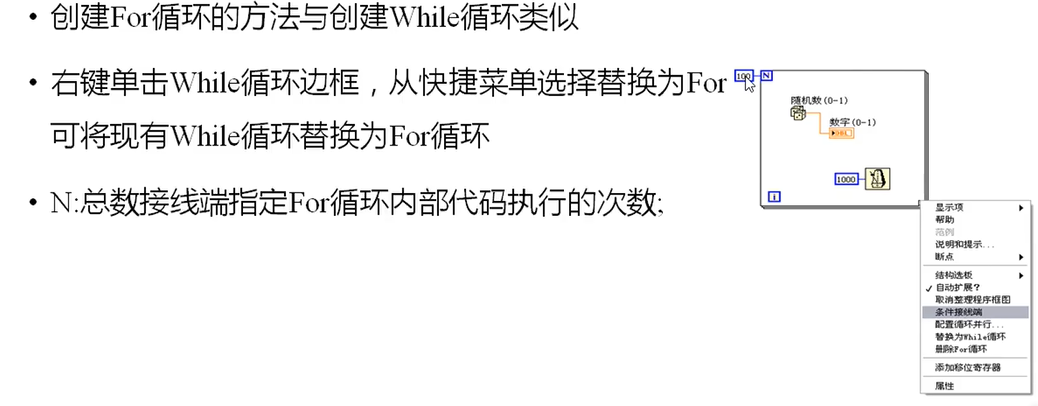 • 创建For循环的方法与创建While循环类似
• 右键单击While循环边框，从快捷菜单选择替换为For
可将现有While循环替换为For循环
• N:总数接线端指定For循环内部代码执行的次数;
100 N
随机数(0-1)
数字(0-1)
1000
i
显示项
帮助
范例
说明和提示...
断点
结构选板
✓ 自动扩展?
取消整理程序框图
条件接线端
配置循环并行...
替换为While循环
删除For循环
添加移位寄存器
属性